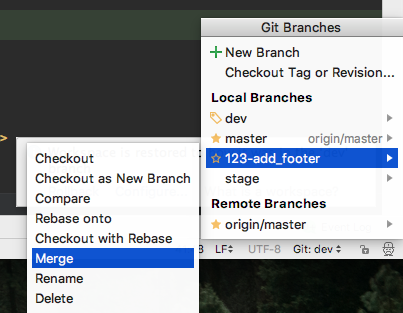 Git Branches
New Branch
Checkout Tag or Revision...
Local Branches
dev
master origin/master
123-add_footer
stage
Remote Branches
origin/master
Checkout
Checkout as New Branch
Compare
Rebase onto
Checkout with Rebase
Merge
Rename
Delete
8 LF UTF-8 Git: dev